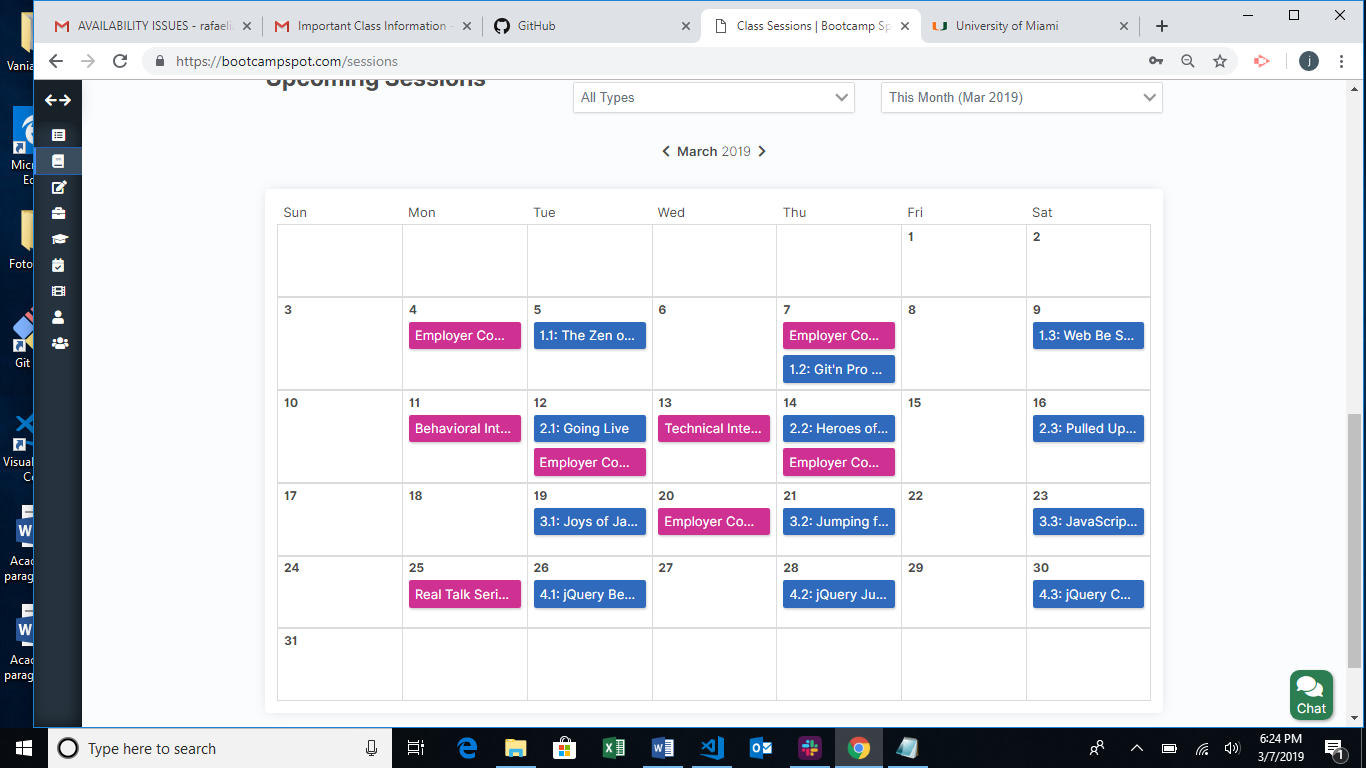 AVAILABILITY ISSUES - rafaeli
Important Class Information -
GitHub
Class Sessions | Bootcamp Sp
University of Miami
https://bootcampspot.com/sessions
j
Upcoming Sessions
All Types
This Month (Mar 2019)
March 2019
Sun Mon Tue Wed Thu Fri Sat
1 2
3 4 5 6 7 8 9
Employer Co... 1.1: The Zen o... Employer Co... 1.3: Web Be S...
1.2: Git'n Pro ...
10 11 12 13 14 15 16
Behavioral Int... 2.1: Going Live Technical Inte... 2.2: Heroes of... 2.3: Pulled Up...
Employer Co... Employer Co...
17 18 19 20 21 22 23
3.1: Joys of Ja... Employer Co... 3.2: Jumping f... 3.3: JavaScrip...
24 25 26 27 28 29 30
Real Talk Seri... 4.1: jQuery Be... 4.2: jQuery Ju... 4.3: jQuery C...
31
Chat
Vania
Micr
Ec
Foto
Git
Visual
Co
Acad
parag
Acad
parag
Type here to search
6:24 PM
3/7/2019
1